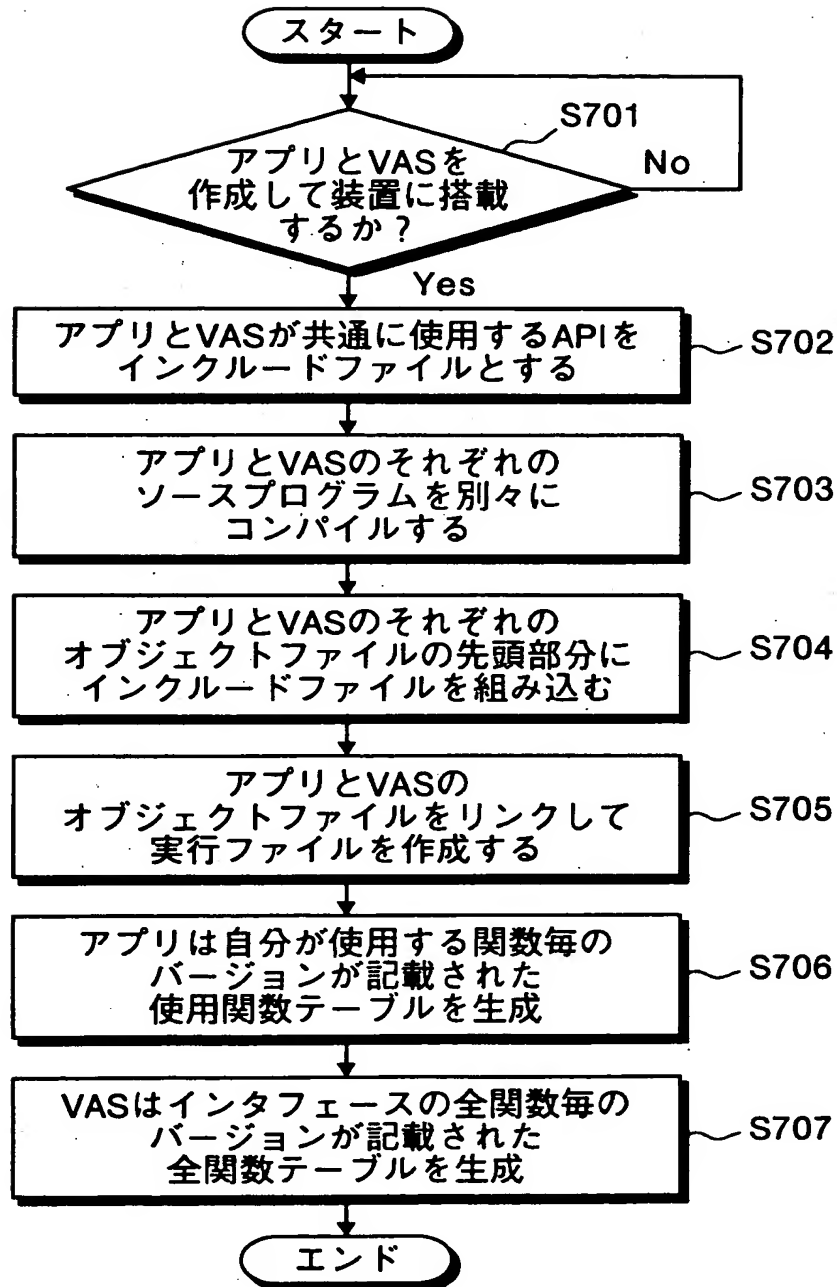 スタート
S701
アプリとVASを
作成して装置に搭載
するか?
No
Yes
アプリとVASが共通に使用するAPIを
インクルードファイルとする
S702
アプリとVASのそれぞれの
ソースプログラムを別々に
コンパイルする
S703
アプリとVASのそれぞれの
オブジェクトファイルの先頭部分に
インクルードファイルを組み込む
S704
アプリとVASの
オブジェクトファイルをリンクして
実行ファイルを作成する
S705
アプリは自分が使用する関数毎の
バージョンが記載された
使用関数テーブルを生成
S706
VASはインタフェースの全関数毎の
バージョンが記載された
全関数テーブルを生成
S707
エンド